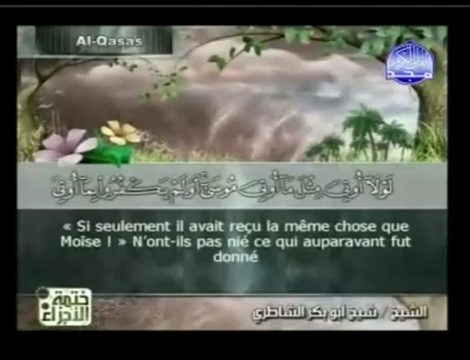 Al-Qasas
المجد
لَوْلَا أُوتِيَ مِثْلَ مَا أُوتِيَ مُوسَىٰ أَوَلَمْ يَكْفُرُوا بِمَا أُوتِيَ
« Si seulement il avait reçu la même chose que
Moïse ! » N’ont-ils pas nié ce qui auparavant fut
donné
ختمة
الأجزاء
الشيخ / شيخ أبو بكر الشاطري